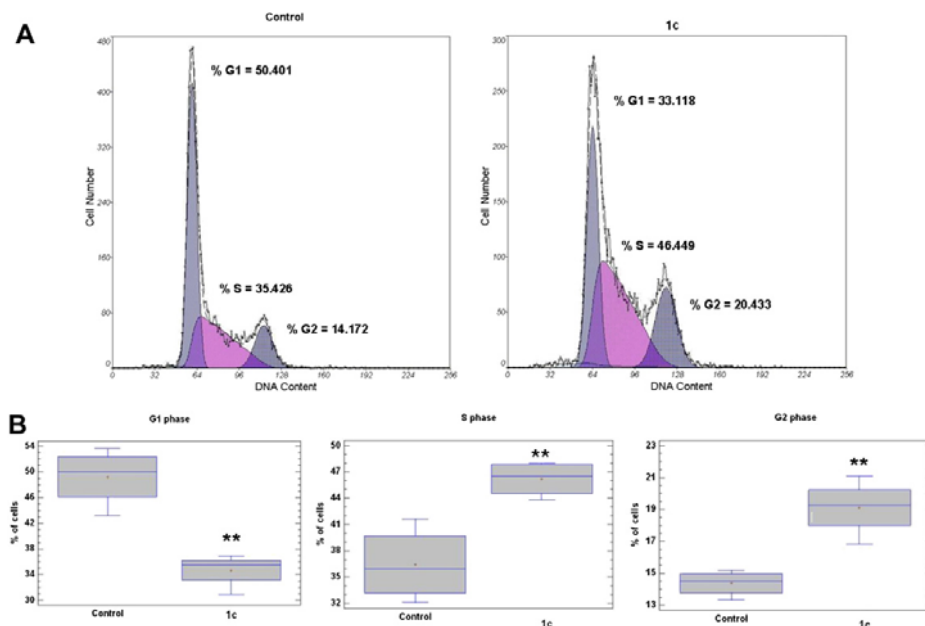 A
Control
480
400
320
240
160
80
0
Cell Number
% G1 = 50.401
% S = 35.426
% G2 = 14.172
0 32 64 96 128 160 192 224 256
DNA Content
1c
300
250
200
150
100
50
0
Cell Number
% G1 = 33.118
% S = 46.449
% G2 = 20.433
0 32 64 96 128 160 192 224 256
DNA Content
B
G1 phase
% of cells
54
50
46
42
38
34
30
**
Control 1c
S phase
% of cells
50
47
44
41
38
35
32
**
Control 1c
G2 phase
% of cells
23
21
19
17
15
13
**
Control 1c